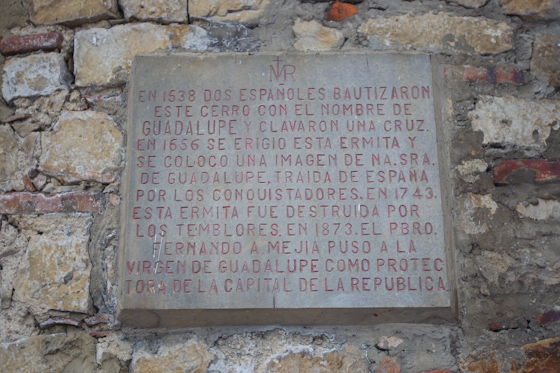 MR
EN 1538 DOS ESPAÑOLES BAUTIZARON
ESTE CERRO CON EL NOMBRE DE
GUADALUPE Y CLAVARON UNA CRUZ.
EN 1656 SE ERIGIO ESTA ERMITA Y
SE COLOCO UNA IMAGEN DE NA.SRA.
DE GUADALUPE, TRAIDA DE ESPAÑA
POR LOS CONQUISTADORES, EN 1743.
ESTA ERMITA FUE DESTRUIDA POR
LOS TEMBLORES. EN 1873. EL PBRO.
FERNANDO A. MEJIA PUSO A LA
VIRGEN DE GUADALUPE COMO PROTEC
TORA DE LA CAPITAL DE LA REPUBLICA.